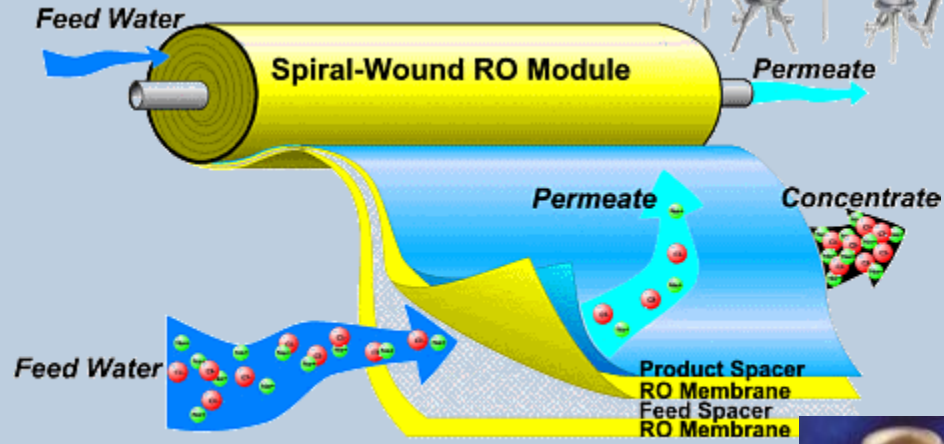 Feed Water
Spiral-Wound RO Module
Permeate
Permeate
Concentrate
Feed Water
Product Spacer
RO Membrane
Feed Spacer
RO Membrane